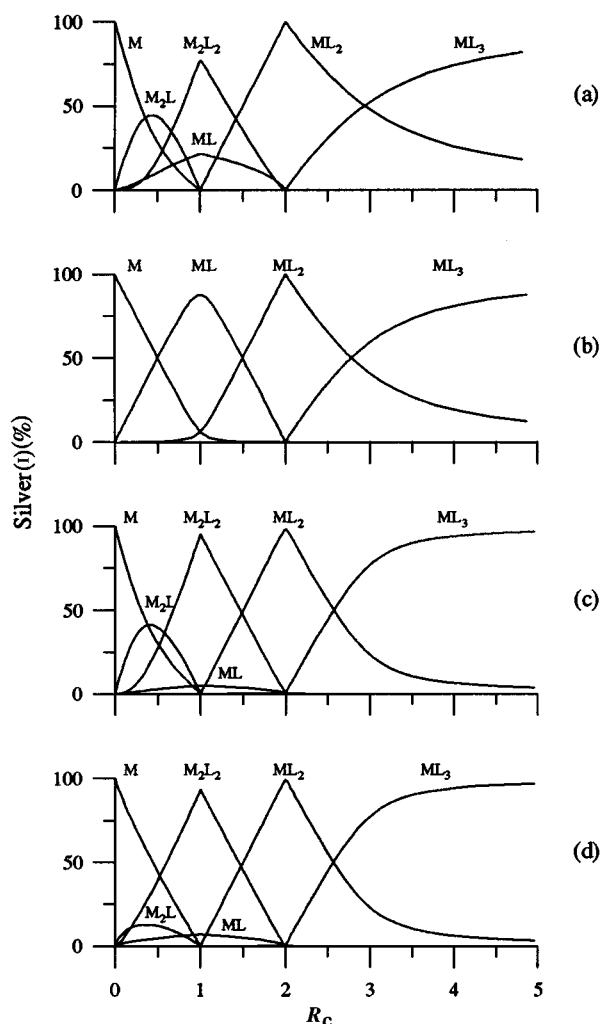 100
50
0
M
M₂L
M₂L₂
ML
ML₂
ML₃
(a)
100
50
0
M
ML
ML₂
ML₃
(b)
Silver(I)(%)
100
50
0
M
M₂L
M₂L₂
ML
ML₂
ML₃
(c)
100
50
0
M
M₂L
M₂L₂
ML
ML₂
ML₃
(d)
0 1 2 3 4 5
R_C